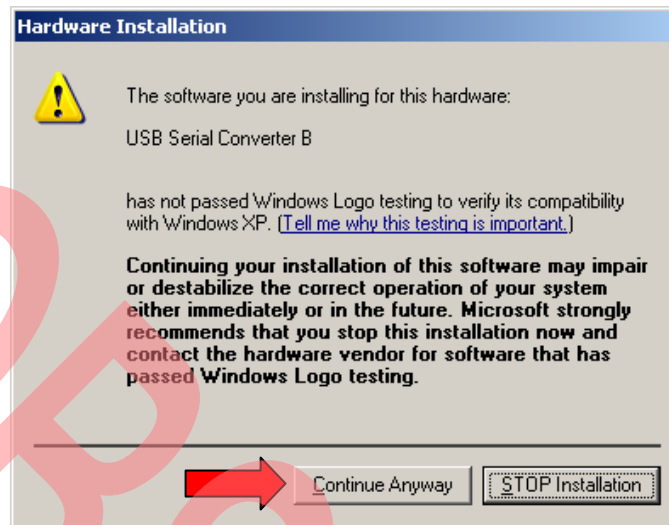 Hardware Installation
The software you are installing for this hardware:
USB Serial Converter B
has not passed Windows Logo testing to verify its compatibility
with Windows XP. (Tell me why this testing is important.)
Continuing your installation of this software may impair
or destabilize the correct operation of your system
either immediately or in the future. Microsoft strongly
recommends that you stop this installation now and
contact the hardware vendor for software that has
passed Windows Logo testing.
Continue Anyway
STOP Installation